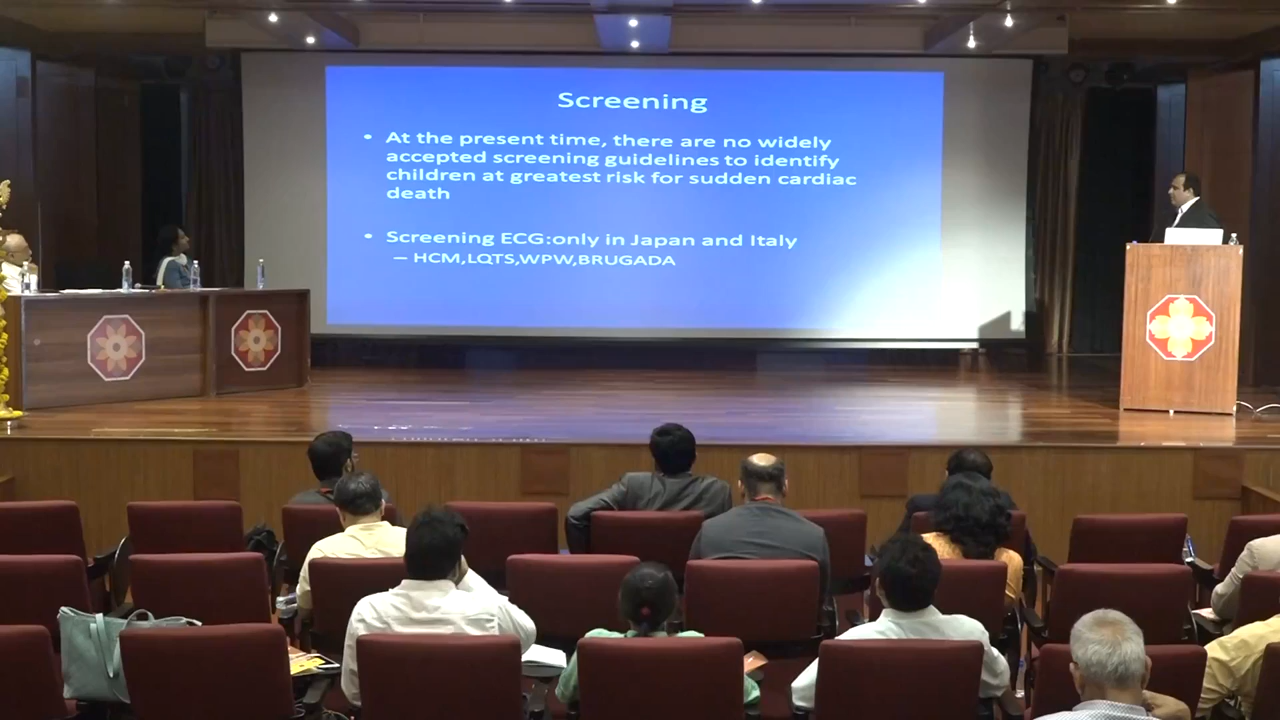 Screening
• At the present time, there are no widely
accepted screening guidelines to identify
children at greatest risk for sudden cardiac
death
• Screening ECG:only in Japan and Italy
– HCM,LQTS,WPW,BRUGADA